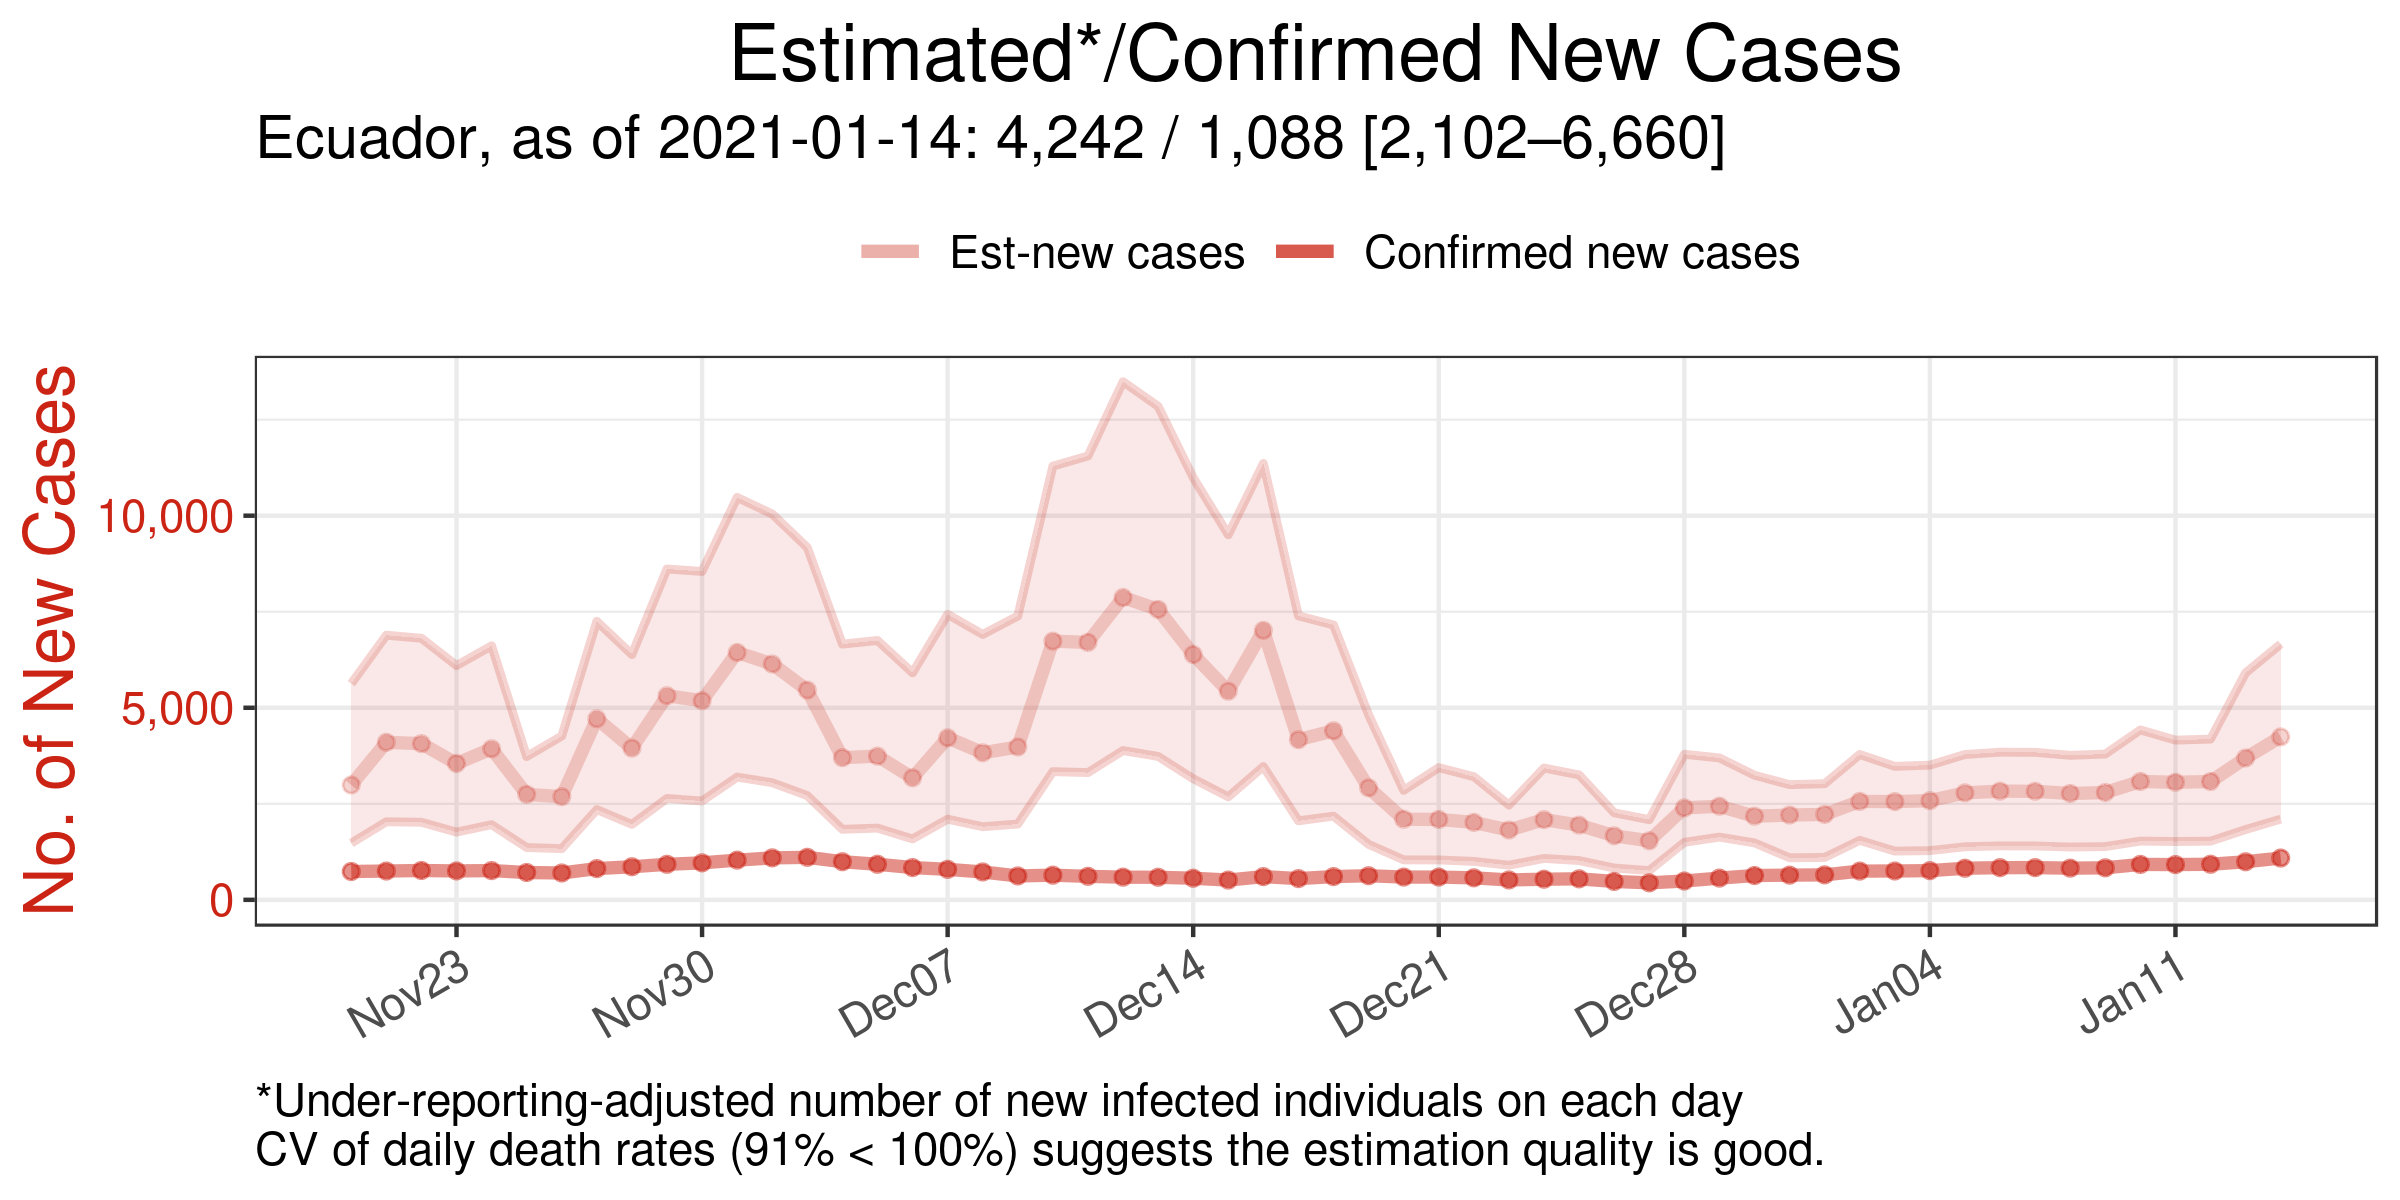 Estimated*/Confirmed New Cases
Ecuador, as of 2021-01-14: 4,242 / 1,088 [2,102–6,660]
Est-new cases Confirmed new cases
No. of New Cases
10,000
5,000
0
Nov23 Nov30 Dec07 Dec14 Dec21 Dec28 Jan04 Jan11
*Under-reporting-adjusted number of new infected individuals on each day
CV of daily death rates (91% < 100%) suggests the estimation quality is good.